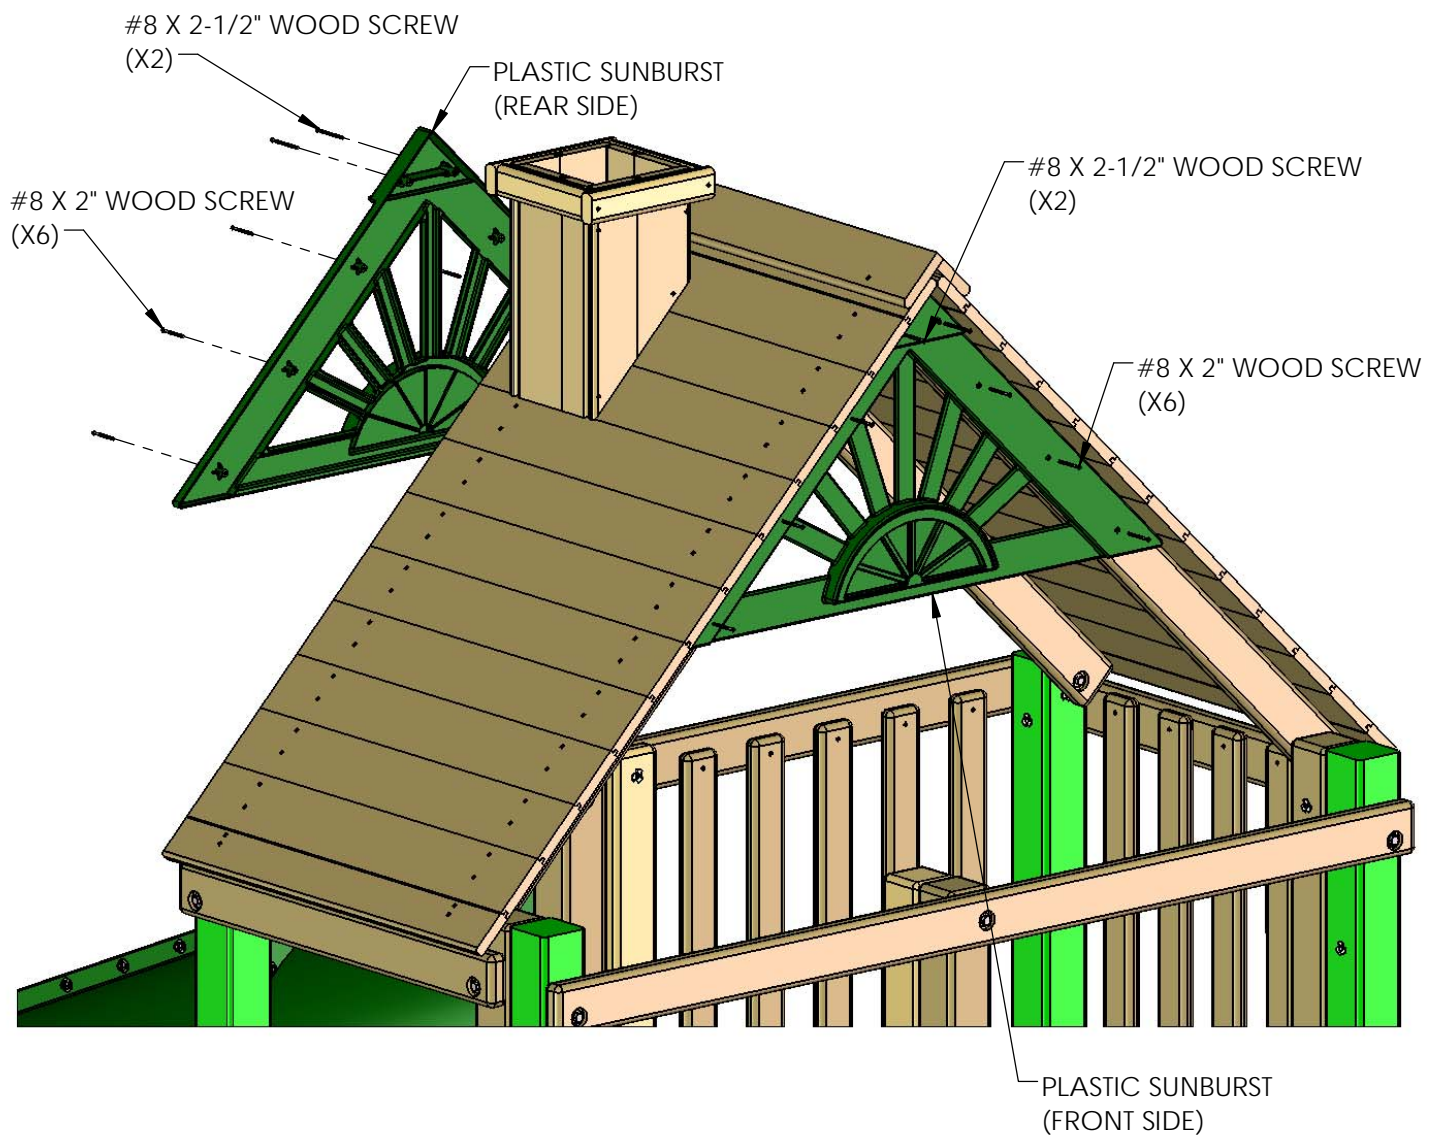 #8 X 2-1/2" WOOD SCREW
(X2)
PLASTIC SUNBURST
(REAR SIDE)
#8 X 2" WOOD SCREW
(X6)
#8 X 2-1/2" WOOD SCREW
(X2)
#8 X 2" WOOD SCREW
(X6)
PLASTIC SUNBURST
(FRONT SIDE)